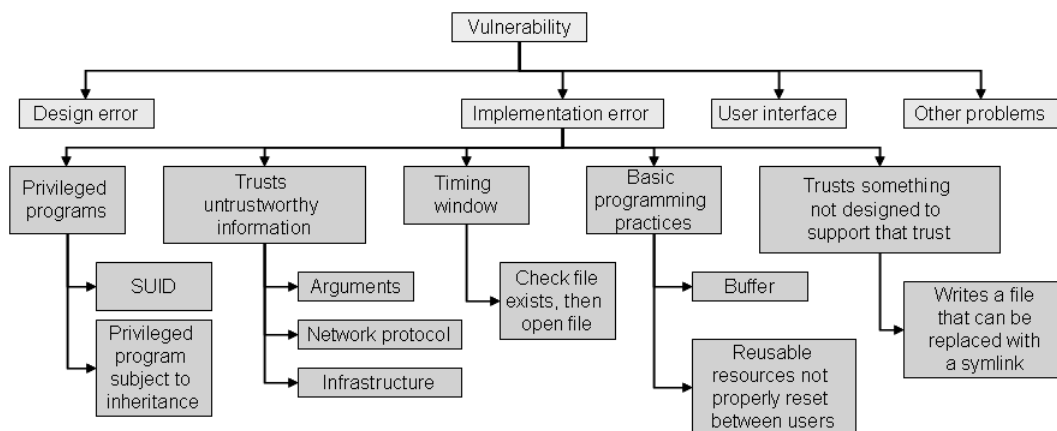 Vulnerability
Design error
Implementation error
User interface
Other problems
Privileged
programs
Trusts
untrustworthy
information
Timing
window
Basic
programming
practices
Trusts something
not designed to
support that trust
SUID
Privileged
program
subject to
inheritance
Arguments
Network protocol
Infrastructure
Check file
exists, then
open file
Buffer
Reusable
resources not
properly reset
between users
Writes a file
that can be
replaced with
a symlink